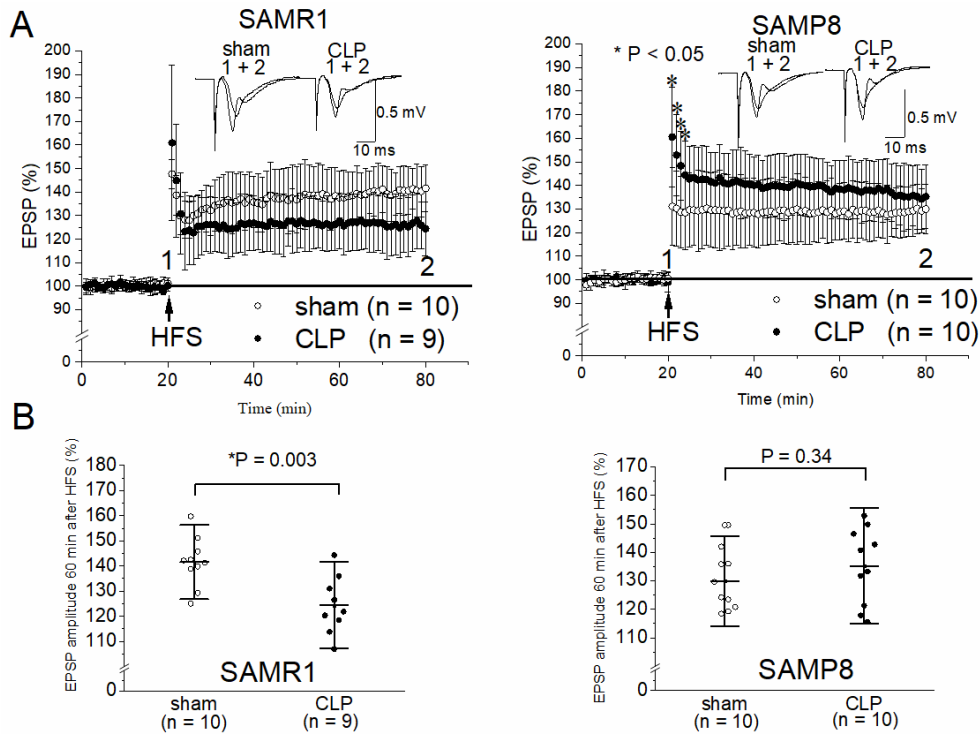 A
SAMR1
SAMP8
200
190
180
170
160
150
140
130
120
110
100
90
0
EPSP (%)
sham
1 + 2
CLP
1 + 2
0.5 mV
10 ms
1
2
HFS
sham (n = 10)
CLP (n = 9)
0 20 40 60 80
Time (min)
200
190
180
170
160
150
140
130
120
110
100
90
0
EPSP (%)
* P < 0.05
sham
1 + 2
CLP
1 + 2
0.5 mV
10 ms
*
*
*
*
1
2
HFS
sham (n = 10)
CLP (n = 10)
0 20 40 60 80
Time (min)
B
180
170
160
150
140
130
120
110
0
EPSP amplitude 60 min after HFS (%)
*P = 0.003
SAMR1
sham CLP
(n = 10) (n = 9)
170
160
150
140
130
120
110
0
EPSP amplitude 60 min after HFS (%)
P = 0.34
SAMP8
sham CLP
(n = 10) (n = 10)